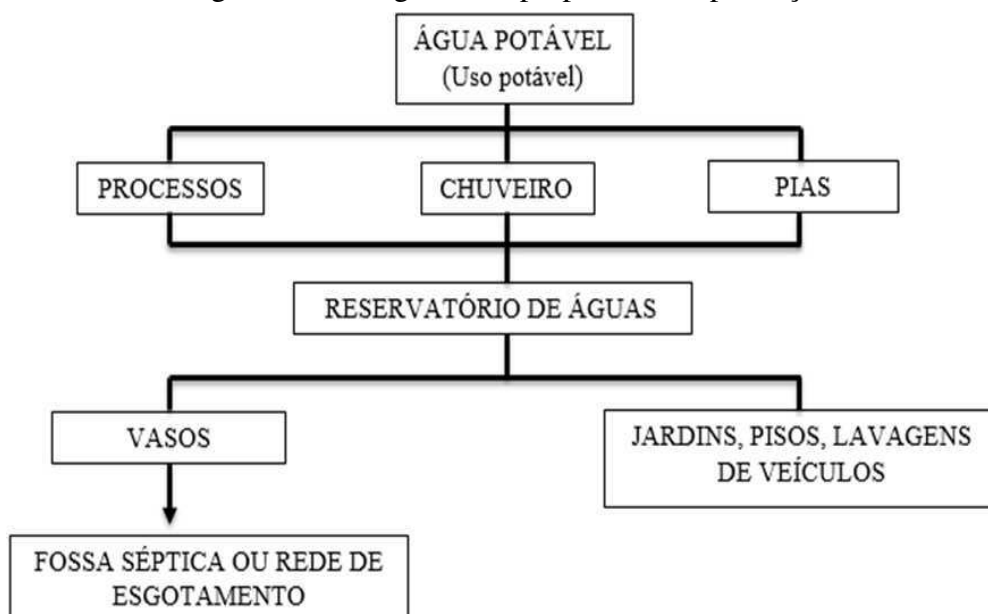 ÁGUA POTÁVEL
(Uso potável)
PROCESSOS
CHUVEIRO
PIAS
RESERVATÓRIO DE ÁGUAS
VASOS
JARDINS, PISOS, LAVAGENS
DE VEÍCULOS
FOSSA SÉPTICA OU REDE DE
ESGOTAMENTO